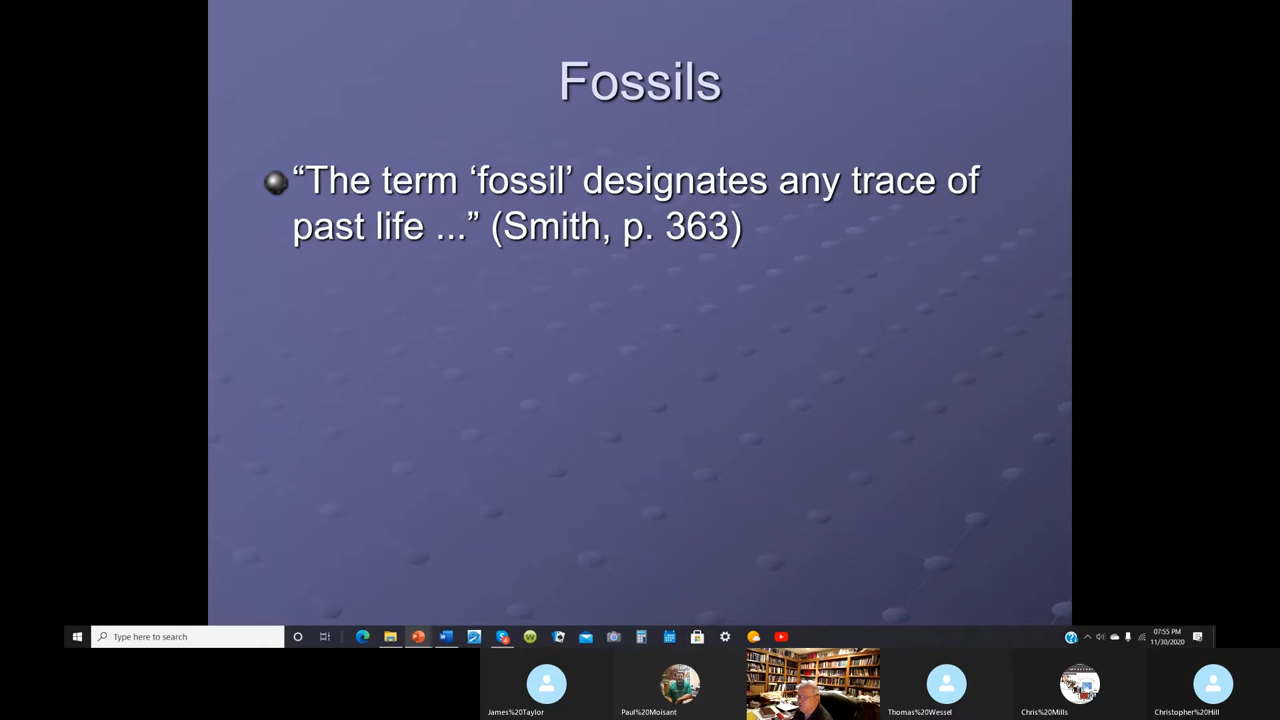 Fossils
“The term ‘fossil’ designates any trace of
past life ...” (Smith, p. 363)
Type here to search
07:55 PM
11/30/2020
James%20Taylor
Paul%20Moisant
Thomas%20Wessel
Chris%20Mills
Christopher%20Hill